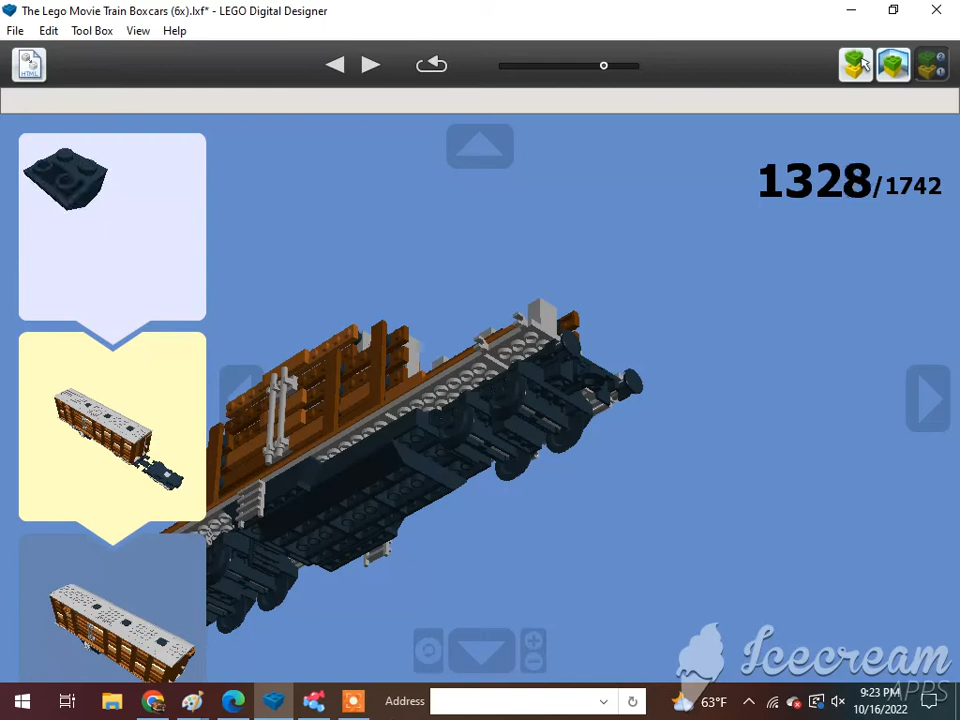 The Lego Movie Train Boxcars (6x).lxf* - LEGO Digital Designer
File Edit Tool Box View Help
HTML
1328/1742
Icecream
APPS
Address
63°F
9:23 PM
10/16/2022